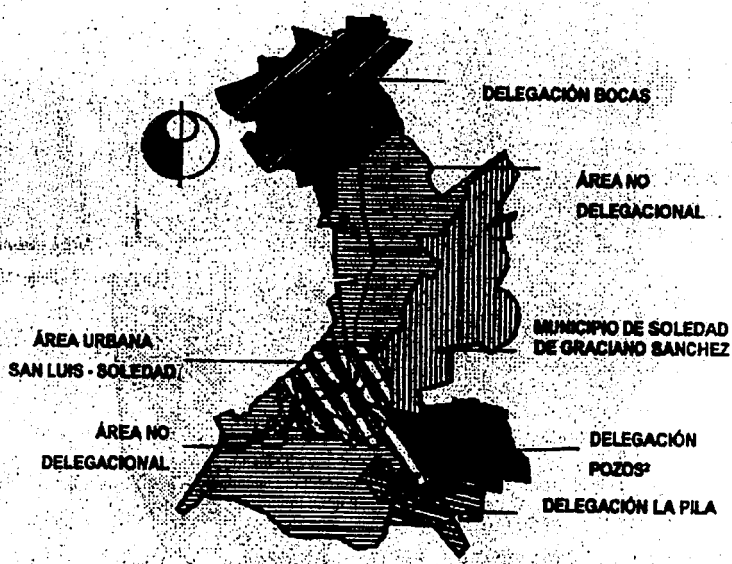 DELEGACIÓN BOCAS
ÁREA NO
DELEGACIONAL
MUNICIPIO DE SOLEDAD
DE GRACIANO SANCHEZ
ÁREA URBANA
SAN LUIS - SOLEDAD
ÁREA NO
DELEGACIONAL
DELEGACIÓN
POZOS²
DELEGACIÓN LA PILA